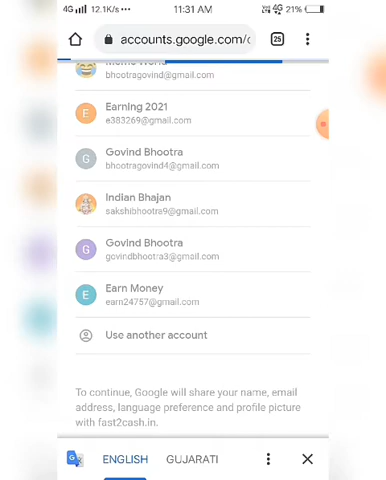 4G 12.1K/s ••• 11:31 AM 4G 21%
accounts.google.com/ 25
bhootragovind@gmail.com
E Earning 2021
e383269@gmail.com
G Govind Bhootra
bhootragovind4@gmail.com
Indian Bhajan
sakshibhootra9@gmail.com
G Govind Bhootra
govindbhootra3@gmail.com
E Earn Money
earn24757@gmail.com
Use another account
To continue, Google will share your name, email
address, language preference and profile picture
with fast2cash.in.
ENGLISH GUJARATI